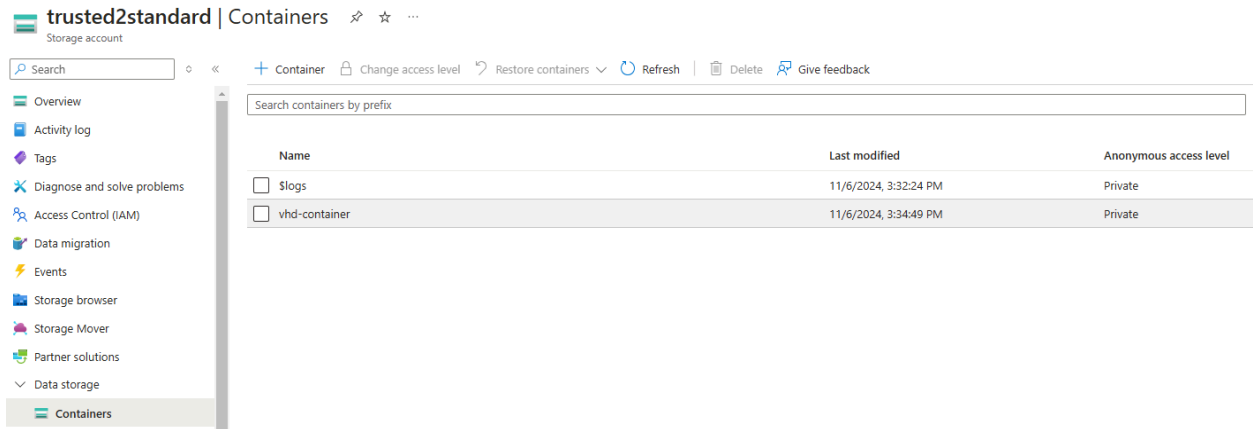 trusted2standard | Containers
Storage account
Search
Container
Change access level
Restore containers
Refresh
Delete
Give feedback
Search containers by prefix
Overview
Activity log
Tags
Diagnose and solve problems
Access Control (IAM)
Data migration
Events
Storage browser
Storage Mover
Partner solutions
Data storage
Containers
Name Last modified Anonymous access level
$logs 11/6/2024, 3:32:24 PM Private
vhd-container 11/6/2024, 3:34:49 PM Private